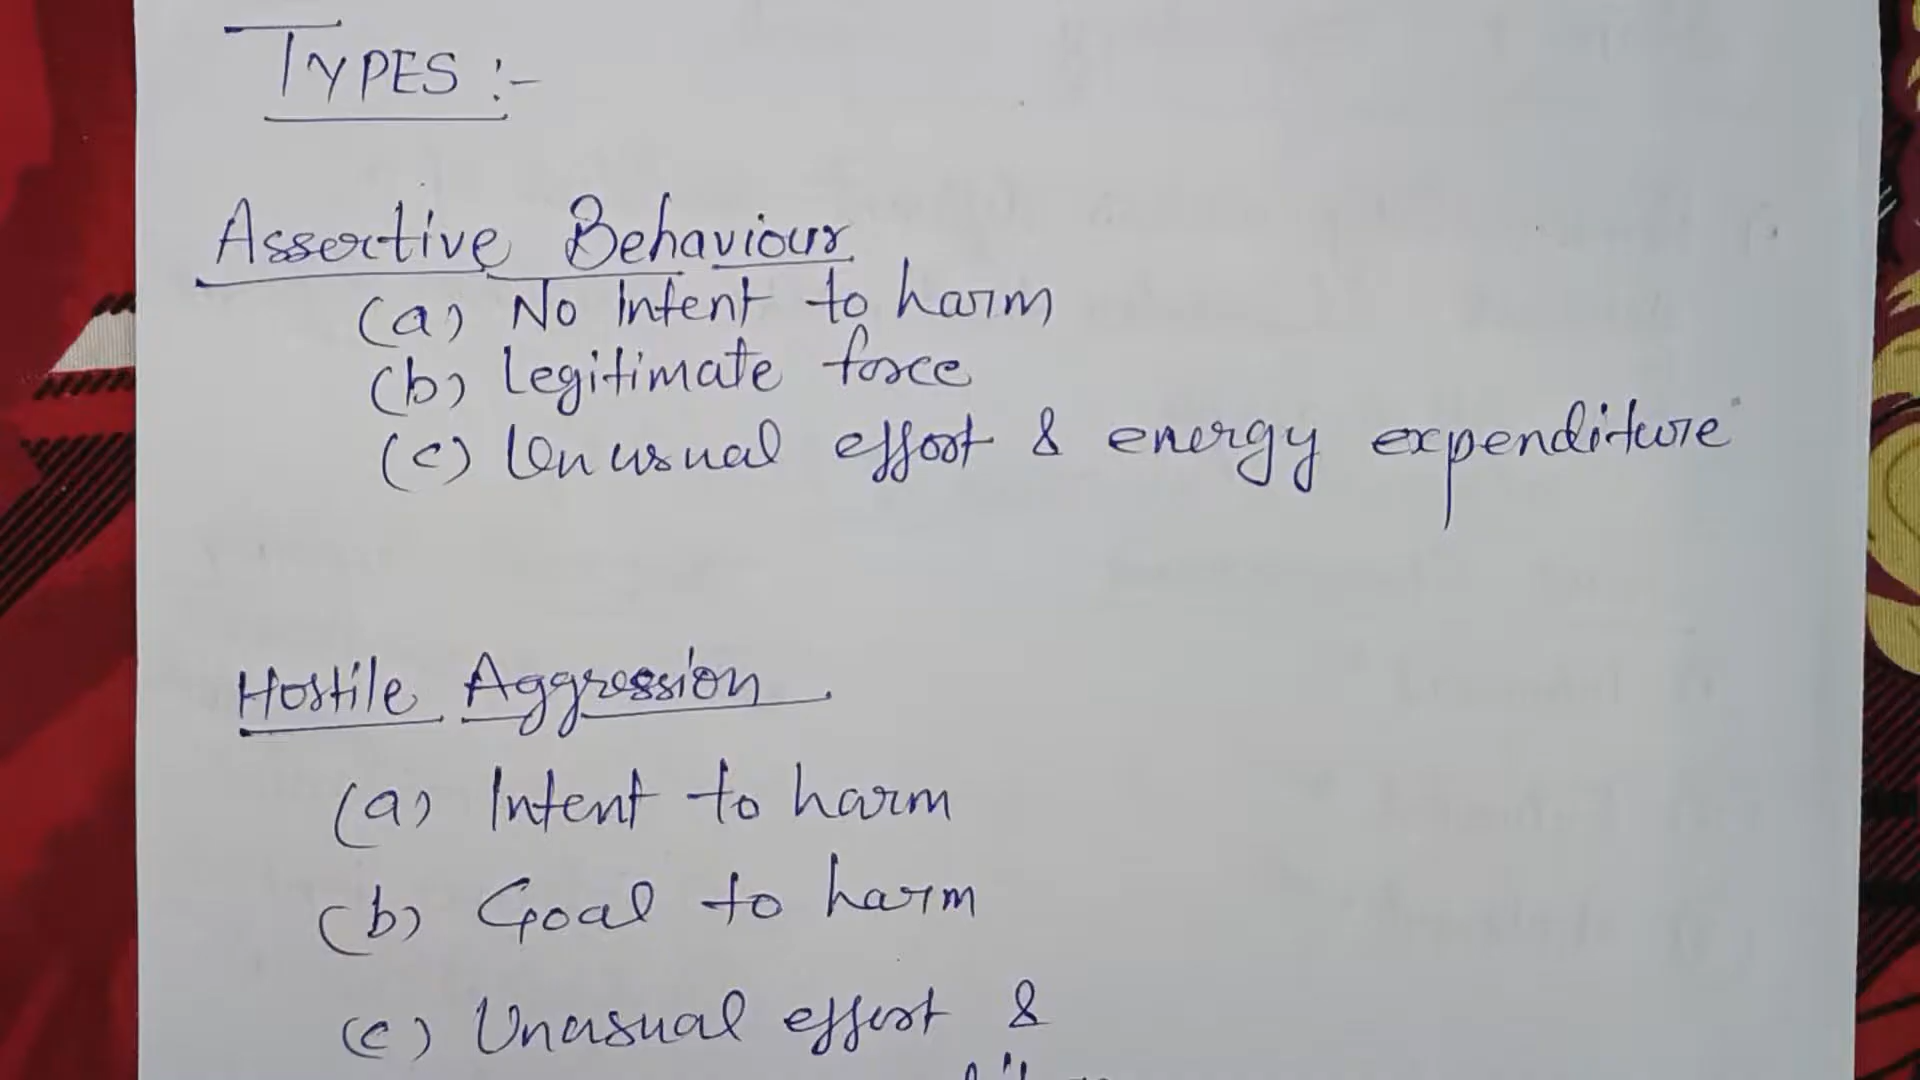 TYPES :-
Assertive Behaviour
(a) No Intent to harm
(b) Legitimate force
(c) Unusual effort & energy expenditure
Hostile Aggression
(a) Intent to harm
(b) Goal to harm
(c) Unusual effort &